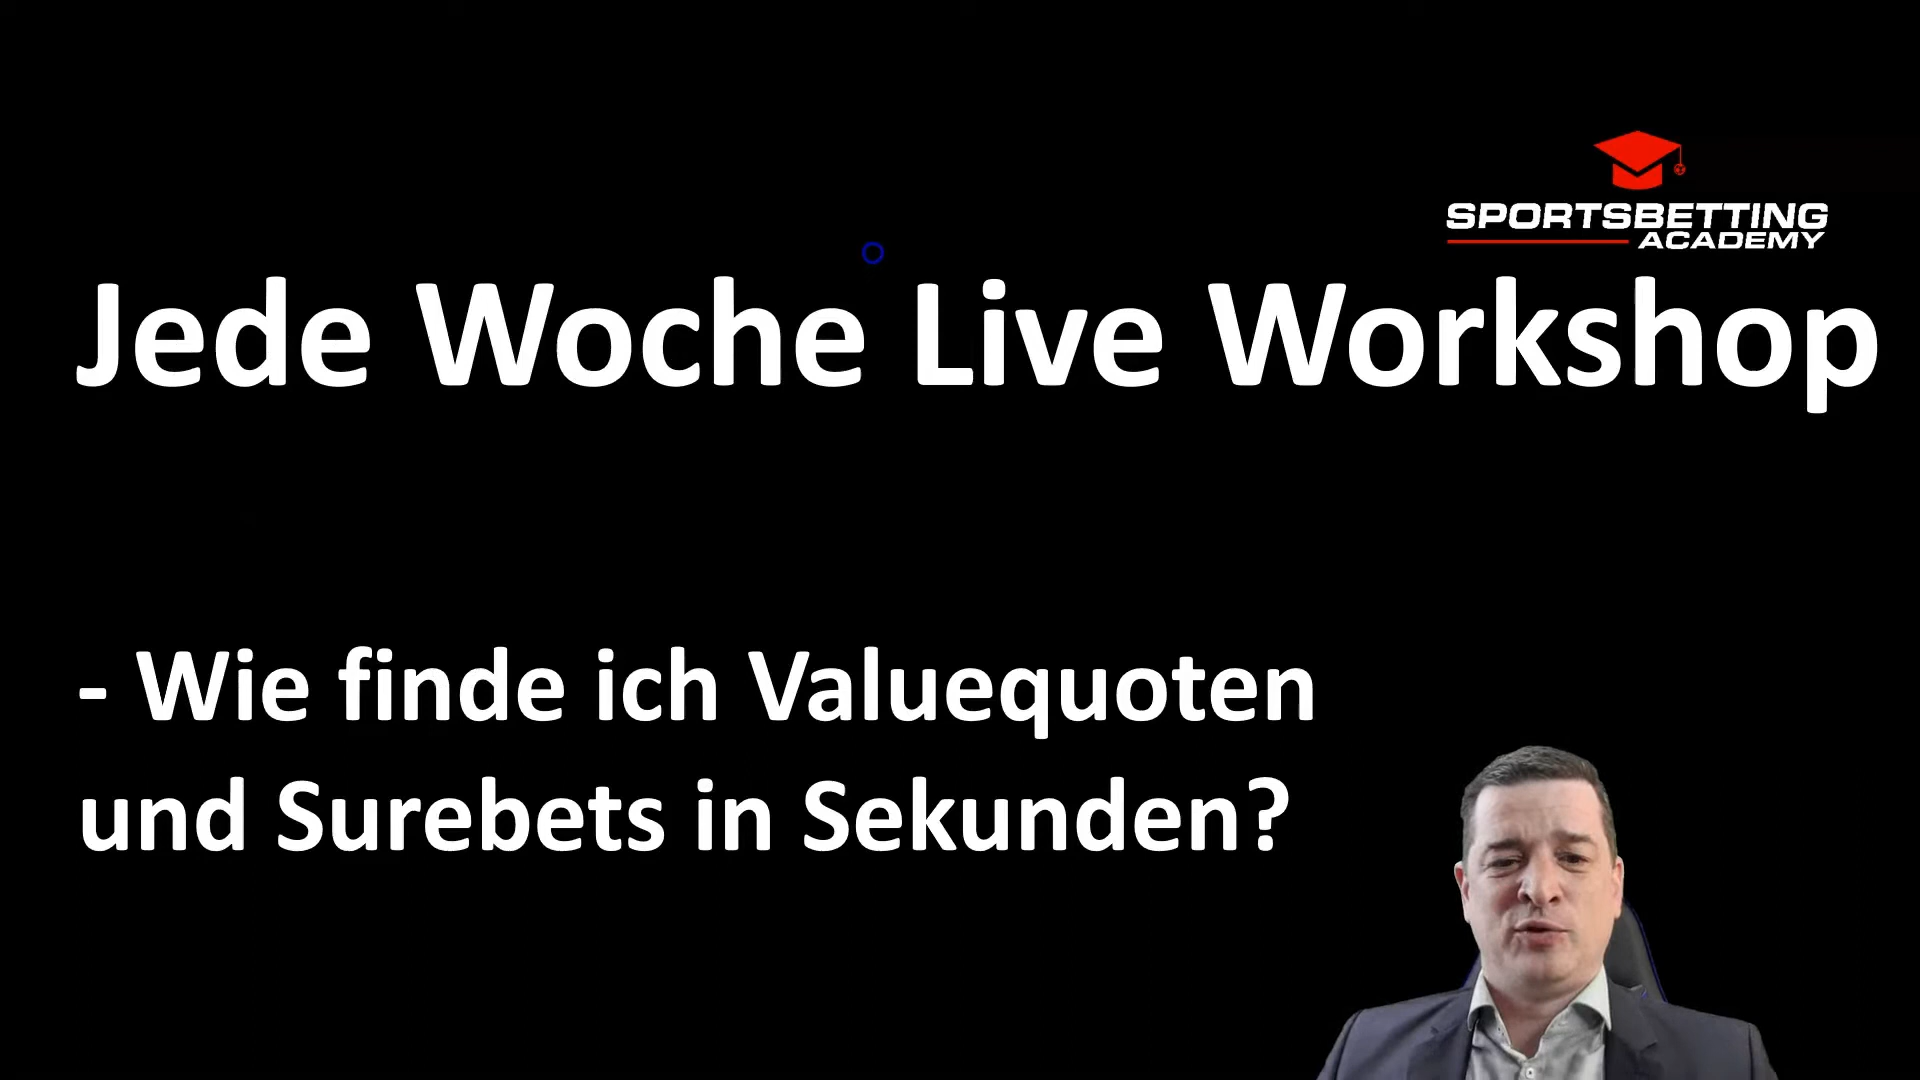 SPORTSBETTING
ACADEMY
Jede Woche Live Workshop
- Wie finde ich Valuequoten
und Surebets in Sekunden?